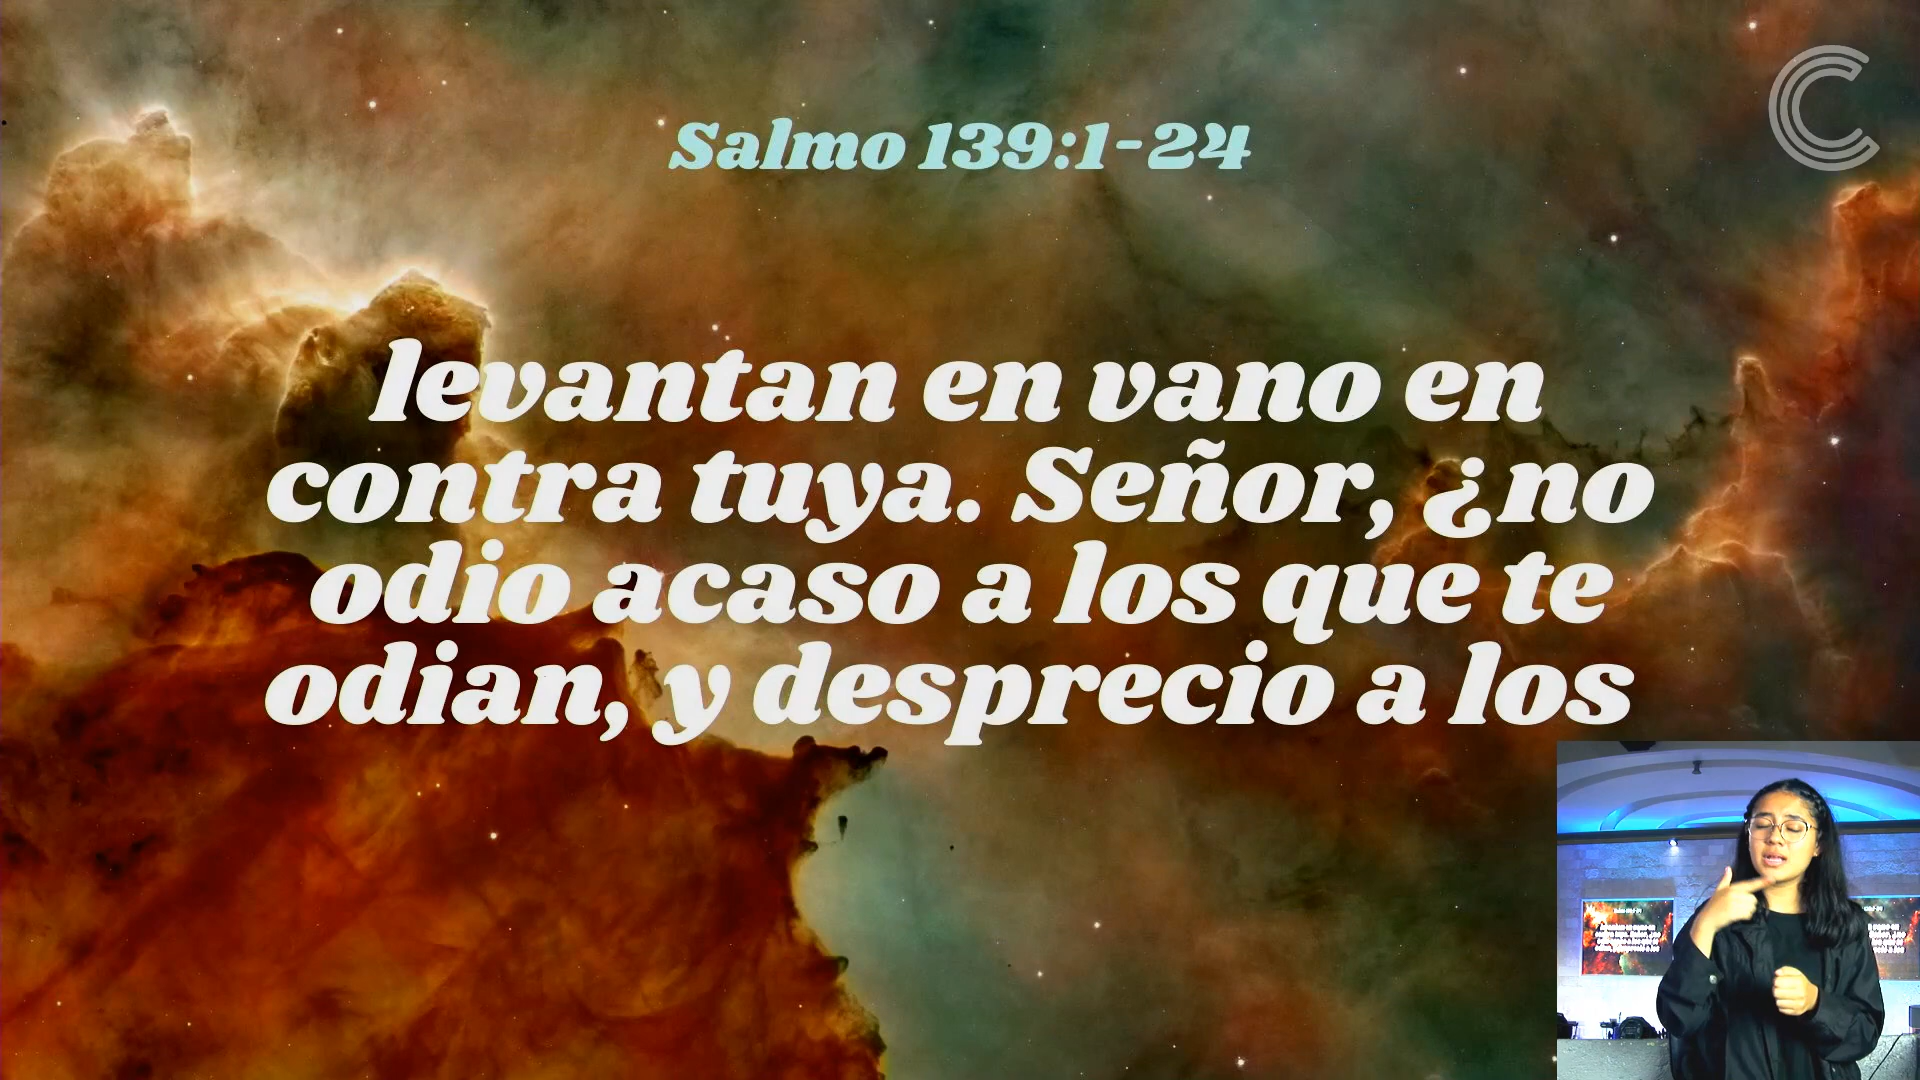 Salmo 139:1-24
levantan en vano en
contra tuya. Señor, ¿no
odio acaso a los que te
odian, y desprecio a los